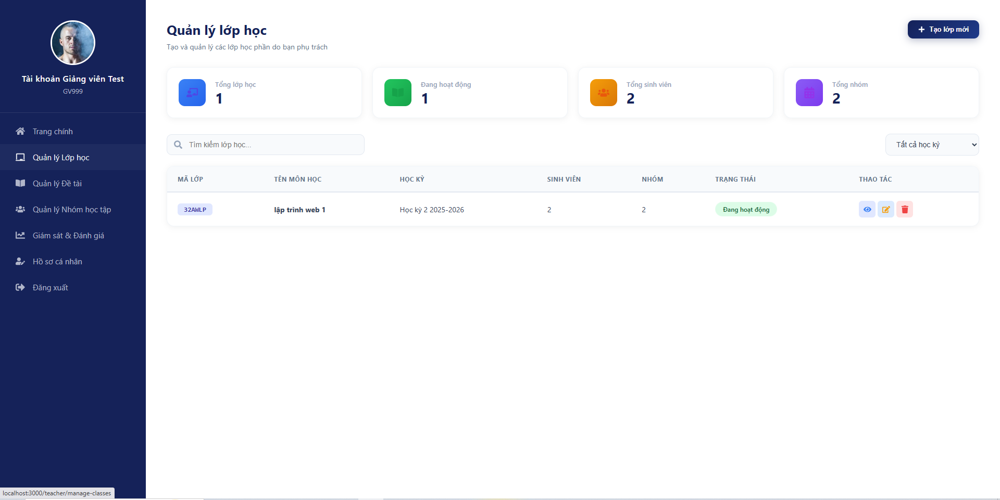 Tài khoản Giảng viên Test
GV999
Trang chính
Quản lý Lớp học
Quản lý Đề tài
Quản lý Nhóm học tập
Giám sát & Đánh giá
Hồ sơ cá nhân
Đăng xuất
Quản lý lớp học
Tạo và quản lý các lớp học phần do bạn phụ trách
Tạo lớp mới
Tổng lớp học
1
Đang hoạt động
1
Tổng sinh viên
2
Tổng nhóm
2
Tìm kiếm lớp học...
Tất cả học kỳ
MÃ LỚP TÊN MÔN HỌC HỌC KỲ SINH VIÊN NHÓM TRẠNG THÁI THAO TÁC
32AWLP lập trình web 1 Học kỳ 2 2025-2026 2 2 Đang hoạt động
localhost:3000/teacher/manage-classes